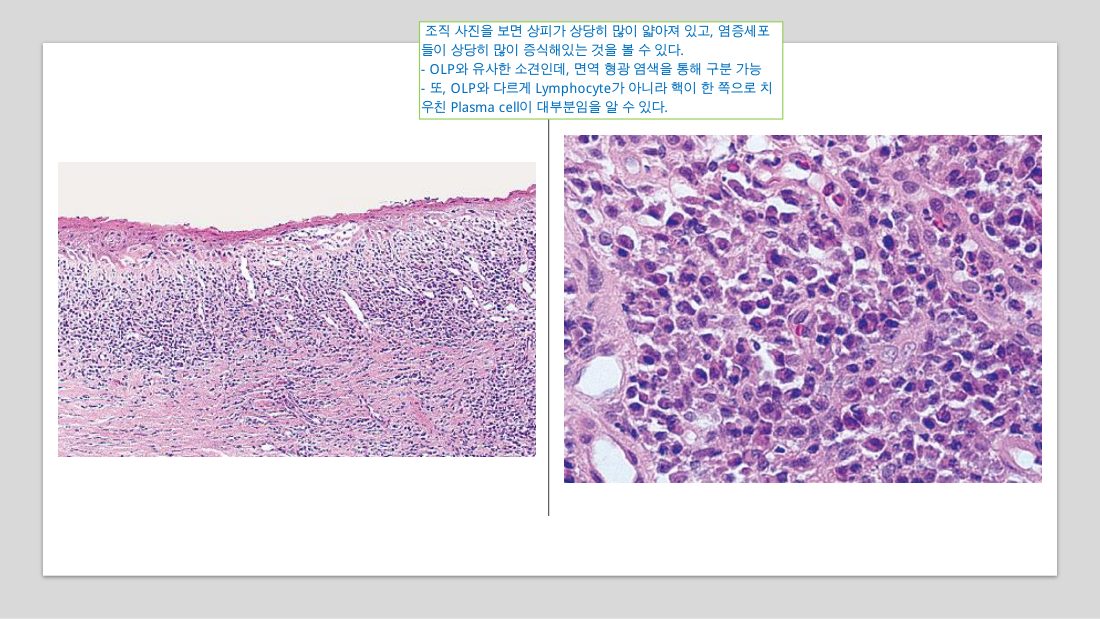 조직 사진을 보면 상피가 상당히 많이 얇아져 있고, 염증세포
들이 상당히 많이 증식해있는 것을 볼 수 있다.
- OLP와 유사한 소견인데, 면역 형광 염색을 통해 구분 가능
- 또, OLP와 다르게 Lymphocyte가 아니라 핵이 한 쪽으로 치
우친 Plasma cell이 대부분임을 알 수 있다.